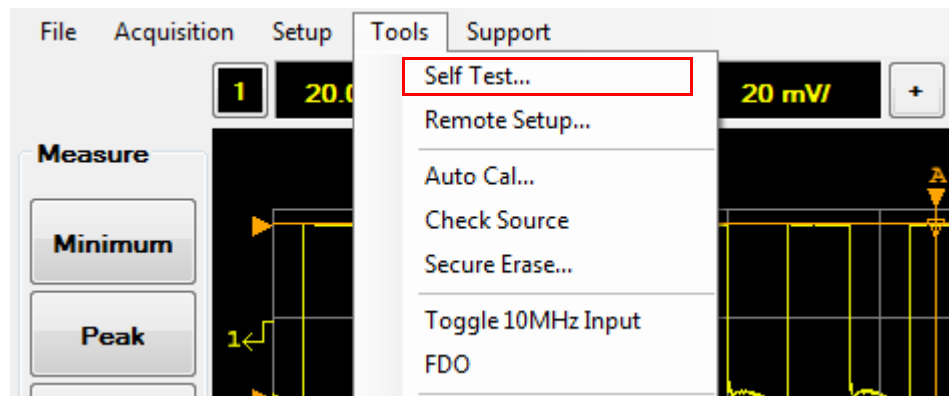 File Acquisition Setup Tools Support
Self Test...
1 20.0 20 mV/ +
Remote Setup...
Measure
Auto Cal...
A
Check Source
Minimum
Secure Erase...
Toggle 10MHz Input
Peak
1
FDO